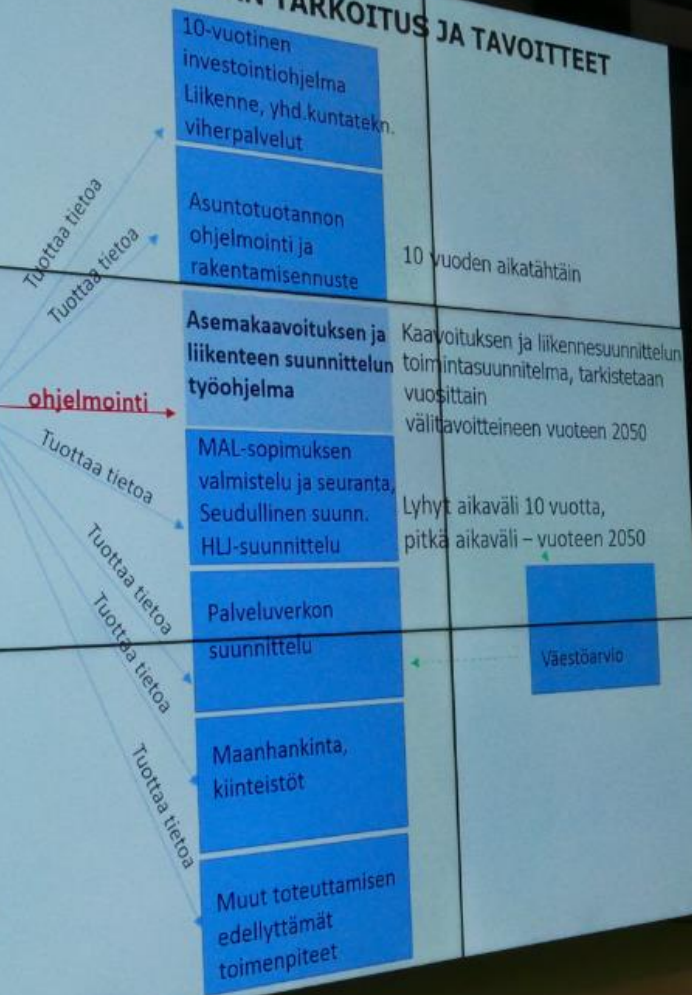 TARKOITUS JA TAVOITTEET
10-vuotinen
investointiohjelma
Liikenne, yhd.kuntatekn.
viherpalvelut
Tuottaa tietoa
Tuottaa tietoa
Asuntotuotannon
ohjelmointi ja
rakentamisennuste
10 vuoden aikatähtäin
Asemakaavoituksen ja
liikenteen suunnittelun
työohjelma
Kaavoituksen ja liikennesuunnittelun
toimintasuunnitelma, tarkistetaan
vuosittain
välitavoitteineen vuoteen 2050
ohjelmointi
Tuottaa tietoa
MAL-sopimuksen
valmistelu ja seuranta,
Seudullinen suunn.
HLJ-suunnittelu
Lyhyt aikaväli 10 vuotta,
pitkä aikaväli – vuoteen 2050
Tuottaa tietoa
Tuottaa tietoa
Palveluverkon
suunnittelu
Väestöarvio
Maanhankinta,
kiinteistöt
Tuottaa tietoa
Muut toteuttamisen
edellyttämät
toimenpiteet